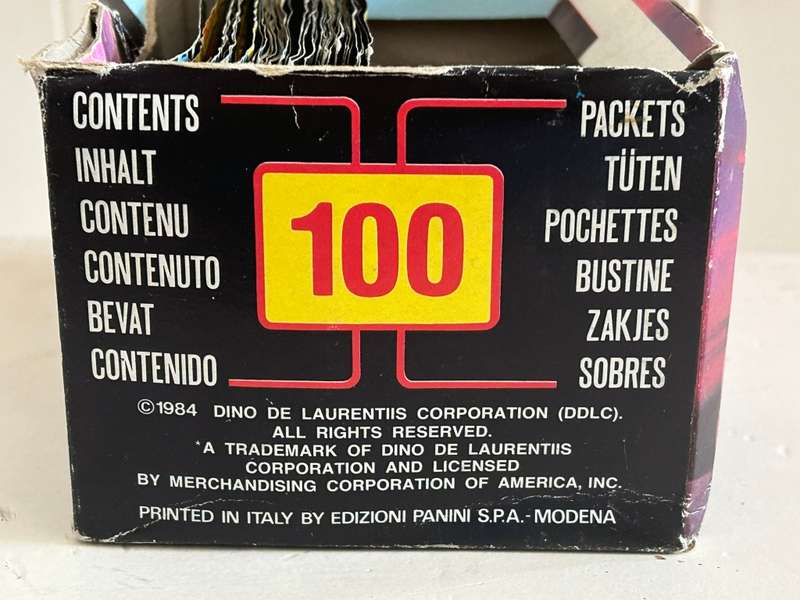 CONTENTS
INHALT
CONTENU
CONTENUTO
BEVAT
CONTENIDO
100
PACKETS
TÜTEN
POCHETTES
BUSTINE
ZAKJES
SOBRES
©1984 DINO DE LAURENTIIS CORPORATION (DDLC).
ALL RIGHTS RESERVED.
*A TRADEMARK OF DINO DE LAURENTIIS
CORPORATION AND LICENSED
BY MERCHANDISING CORPORATION OF AMERICA, INC.
PRINTED IN ITALY BY EDIZIONI PANINI S.P.A.- MODENA